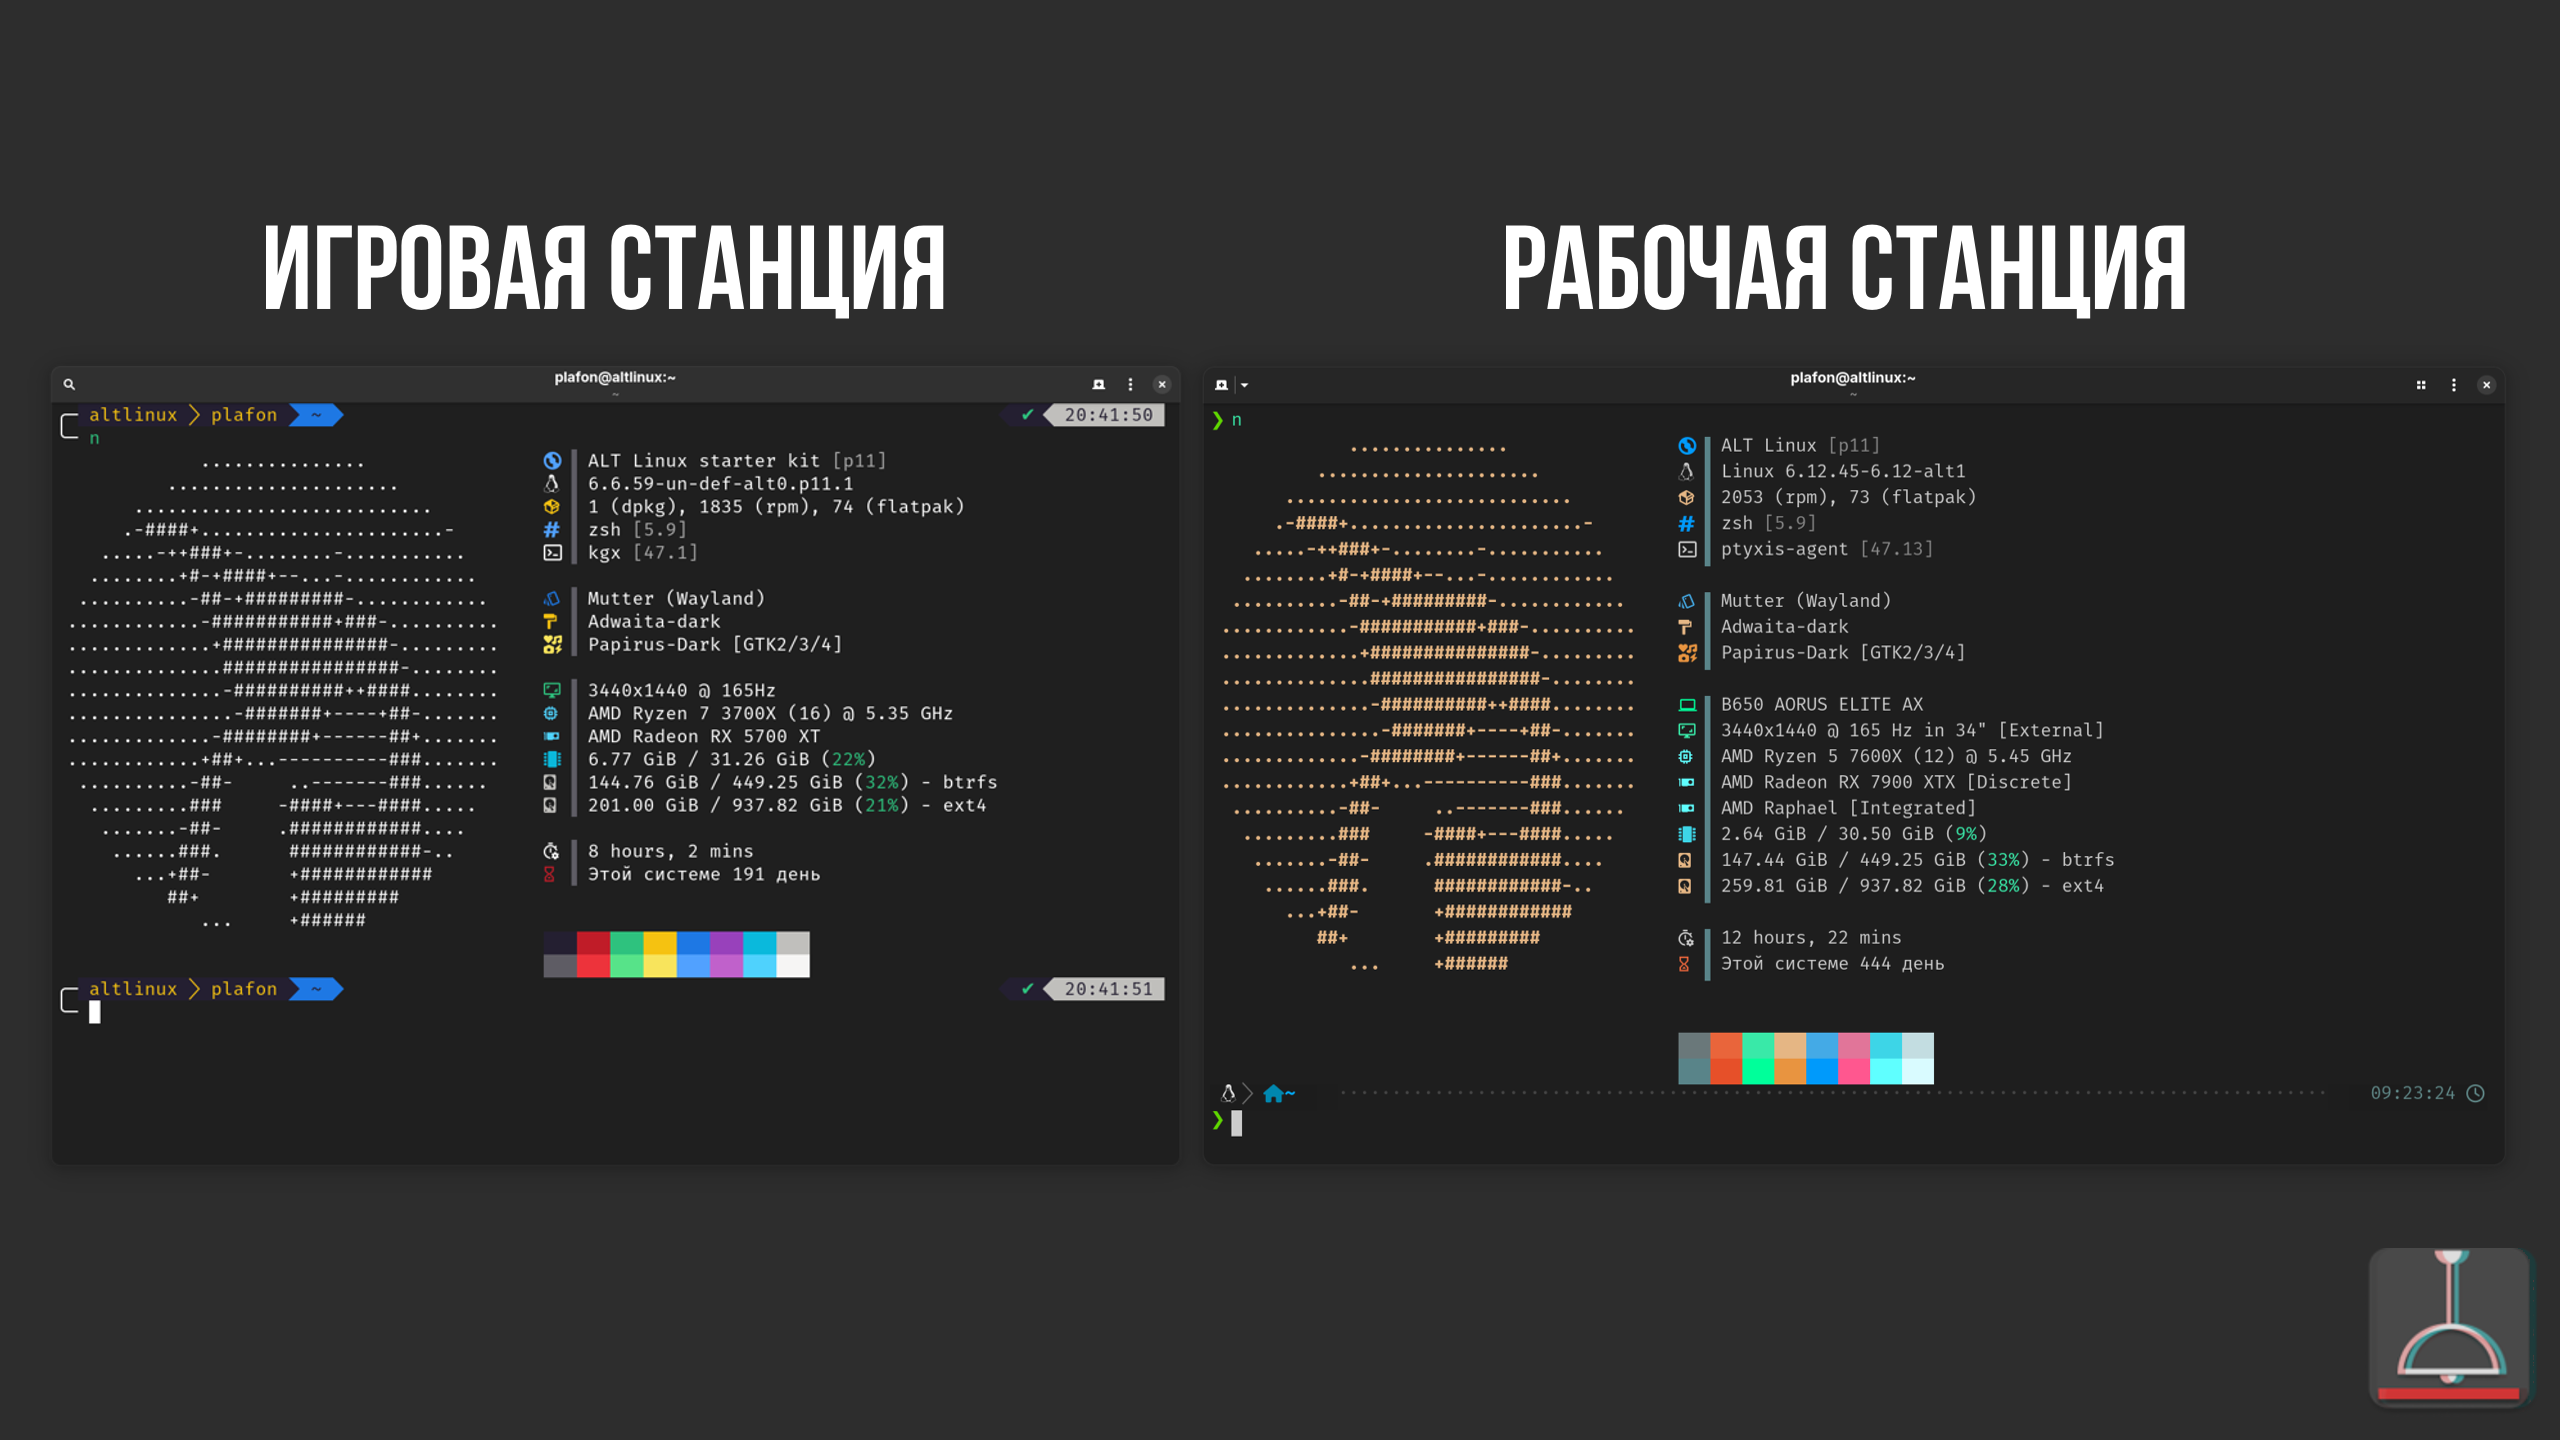 ИГРОВАЯ СТАНЦИЯ
plafon@altlinux:~
~
altlinux plafon ~ ✔ 20:41:50
n
ALT Linux starter kit [p11]
6.6.59-un-def-alt0.p11.1
1 (dpkg), 1835 (rpm), 74 (flatpak)
zsh [5.9]
kgx [47.1]
Mutter (Wayland)
Adwaita-dark
Papirus-Dark [GTK2/3/4]
3440x1440 @ 165Hz
AMD Ryzen 7 3700X (16) @ 5.35 GHz
AMD Radeon RX 5700 XT
6.77 GiB / 31.26 GiB (22%)
144.76 GiB / 449.25 GiB (32%) - btrfs
201.00 GiB / 937.82 GiB (21%) - ext4
8 hours, 2 mins
Этой системе 191 день
altlinux plafon ~ ✔ 20:41:51
РАБОЧАЯ СТАНЦИЯ
plafon@altlinux:~
~
❯ n
ALT Linux [p11]
Linux 6.12.45-6.12-alt1
2053 (rpm), 73 (flatpak)
zsh [5.9]
ptyxis-agent [47.13]
Mutter (Wayland)
Adwaita-dark
Papirus-Dark [GTK2/3/4]
B650 AORUS ELITE AX
3440x1440 @ 165 Hz in 34" [External]
AMD Ryzen 5 7600X (12) @ 5.45 GHz
AMD Radeon RX 7900 XTX [Discrete]
AMD Raphael [Integrated]
2.64 GiB / 30.50 GiB (9%)
147.44 GiB / 449.25 GiB (33%) - btrfs
259.81 GiB / 937.82 GiB (28%) - ext4
12 hours, 22 mins
Этой системе 444 день
~ 09:23:24
❯